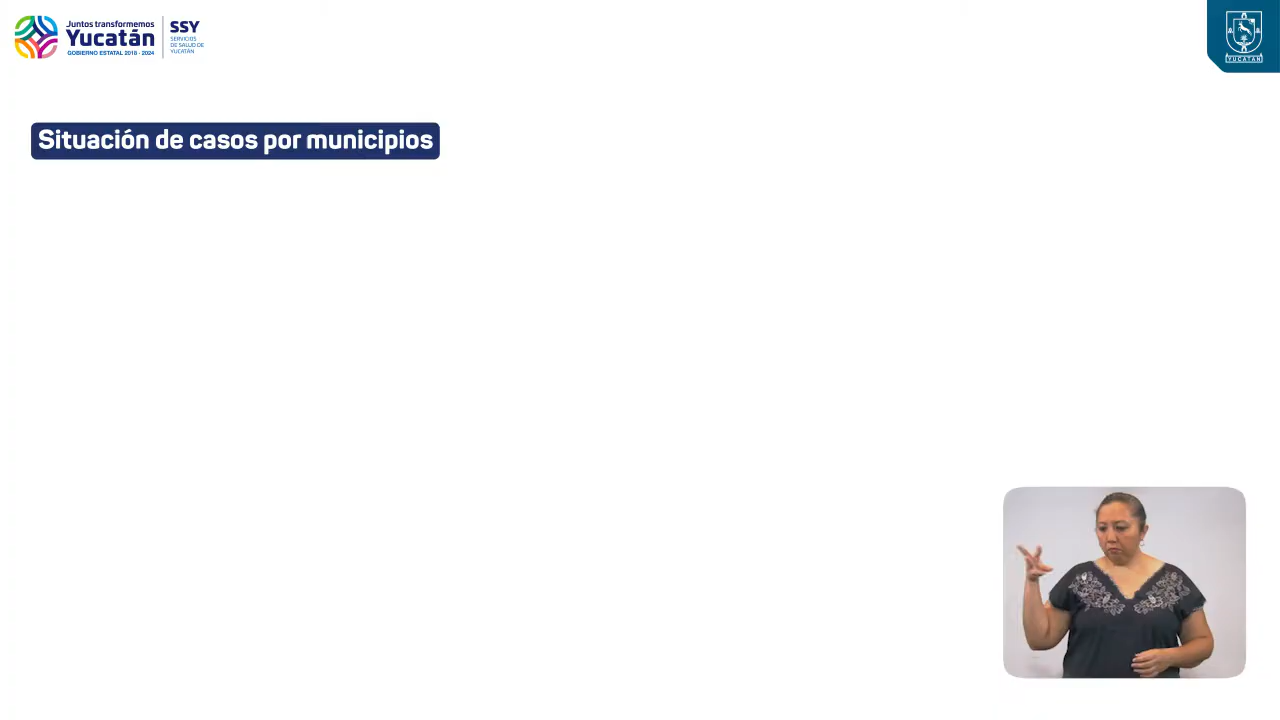 Juntos transformemos
Yucatán
GOBIERNO ESTATAL 2018 - 2024
SSY
SERVICIOS
DE SALUD DE
YUCATÁN
YUCATÁN
Situación de casos por municipios